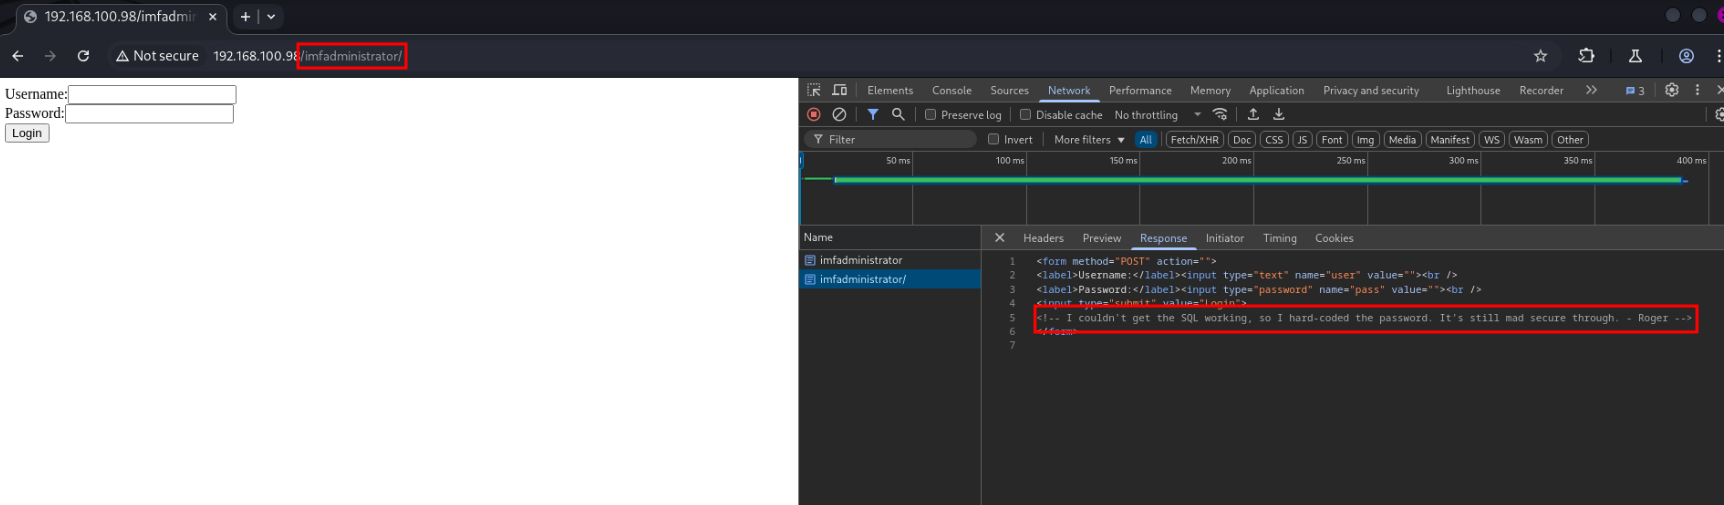 192.168.100.98/imfadmin
Not secure 192.168.100.98/imfadministrator/
Username:
Password:
Login
Elements Console Sources Network Performance Memory Application Privacy and security Lighthouse Recorder 3
Preserve log Disable cache No throttling
Filter Invert More filters All Fetch/XHR Doc CSS JS Font Img Media Manifest WS Wasm Other
50 ms 100 ms 150 ms 200 ms 250 ms 300 ms 350 ms 400 ms
Name Headers Preview Response Initiator Timing Cookies
imfadministrator
imfadministrator/
1 <form method="POST" action="">
2 <label>Username:</label><input type="text" name="user" value=""><br />
3 <label>Password:</label><input type="password" name="pass" value=""><br />
4 <input type="submit" value="Login">
5 <!-- I couldn't get the SQL working, so I hard-coded the password. It's still mad secure through. - Roger -->
6 </form>
7